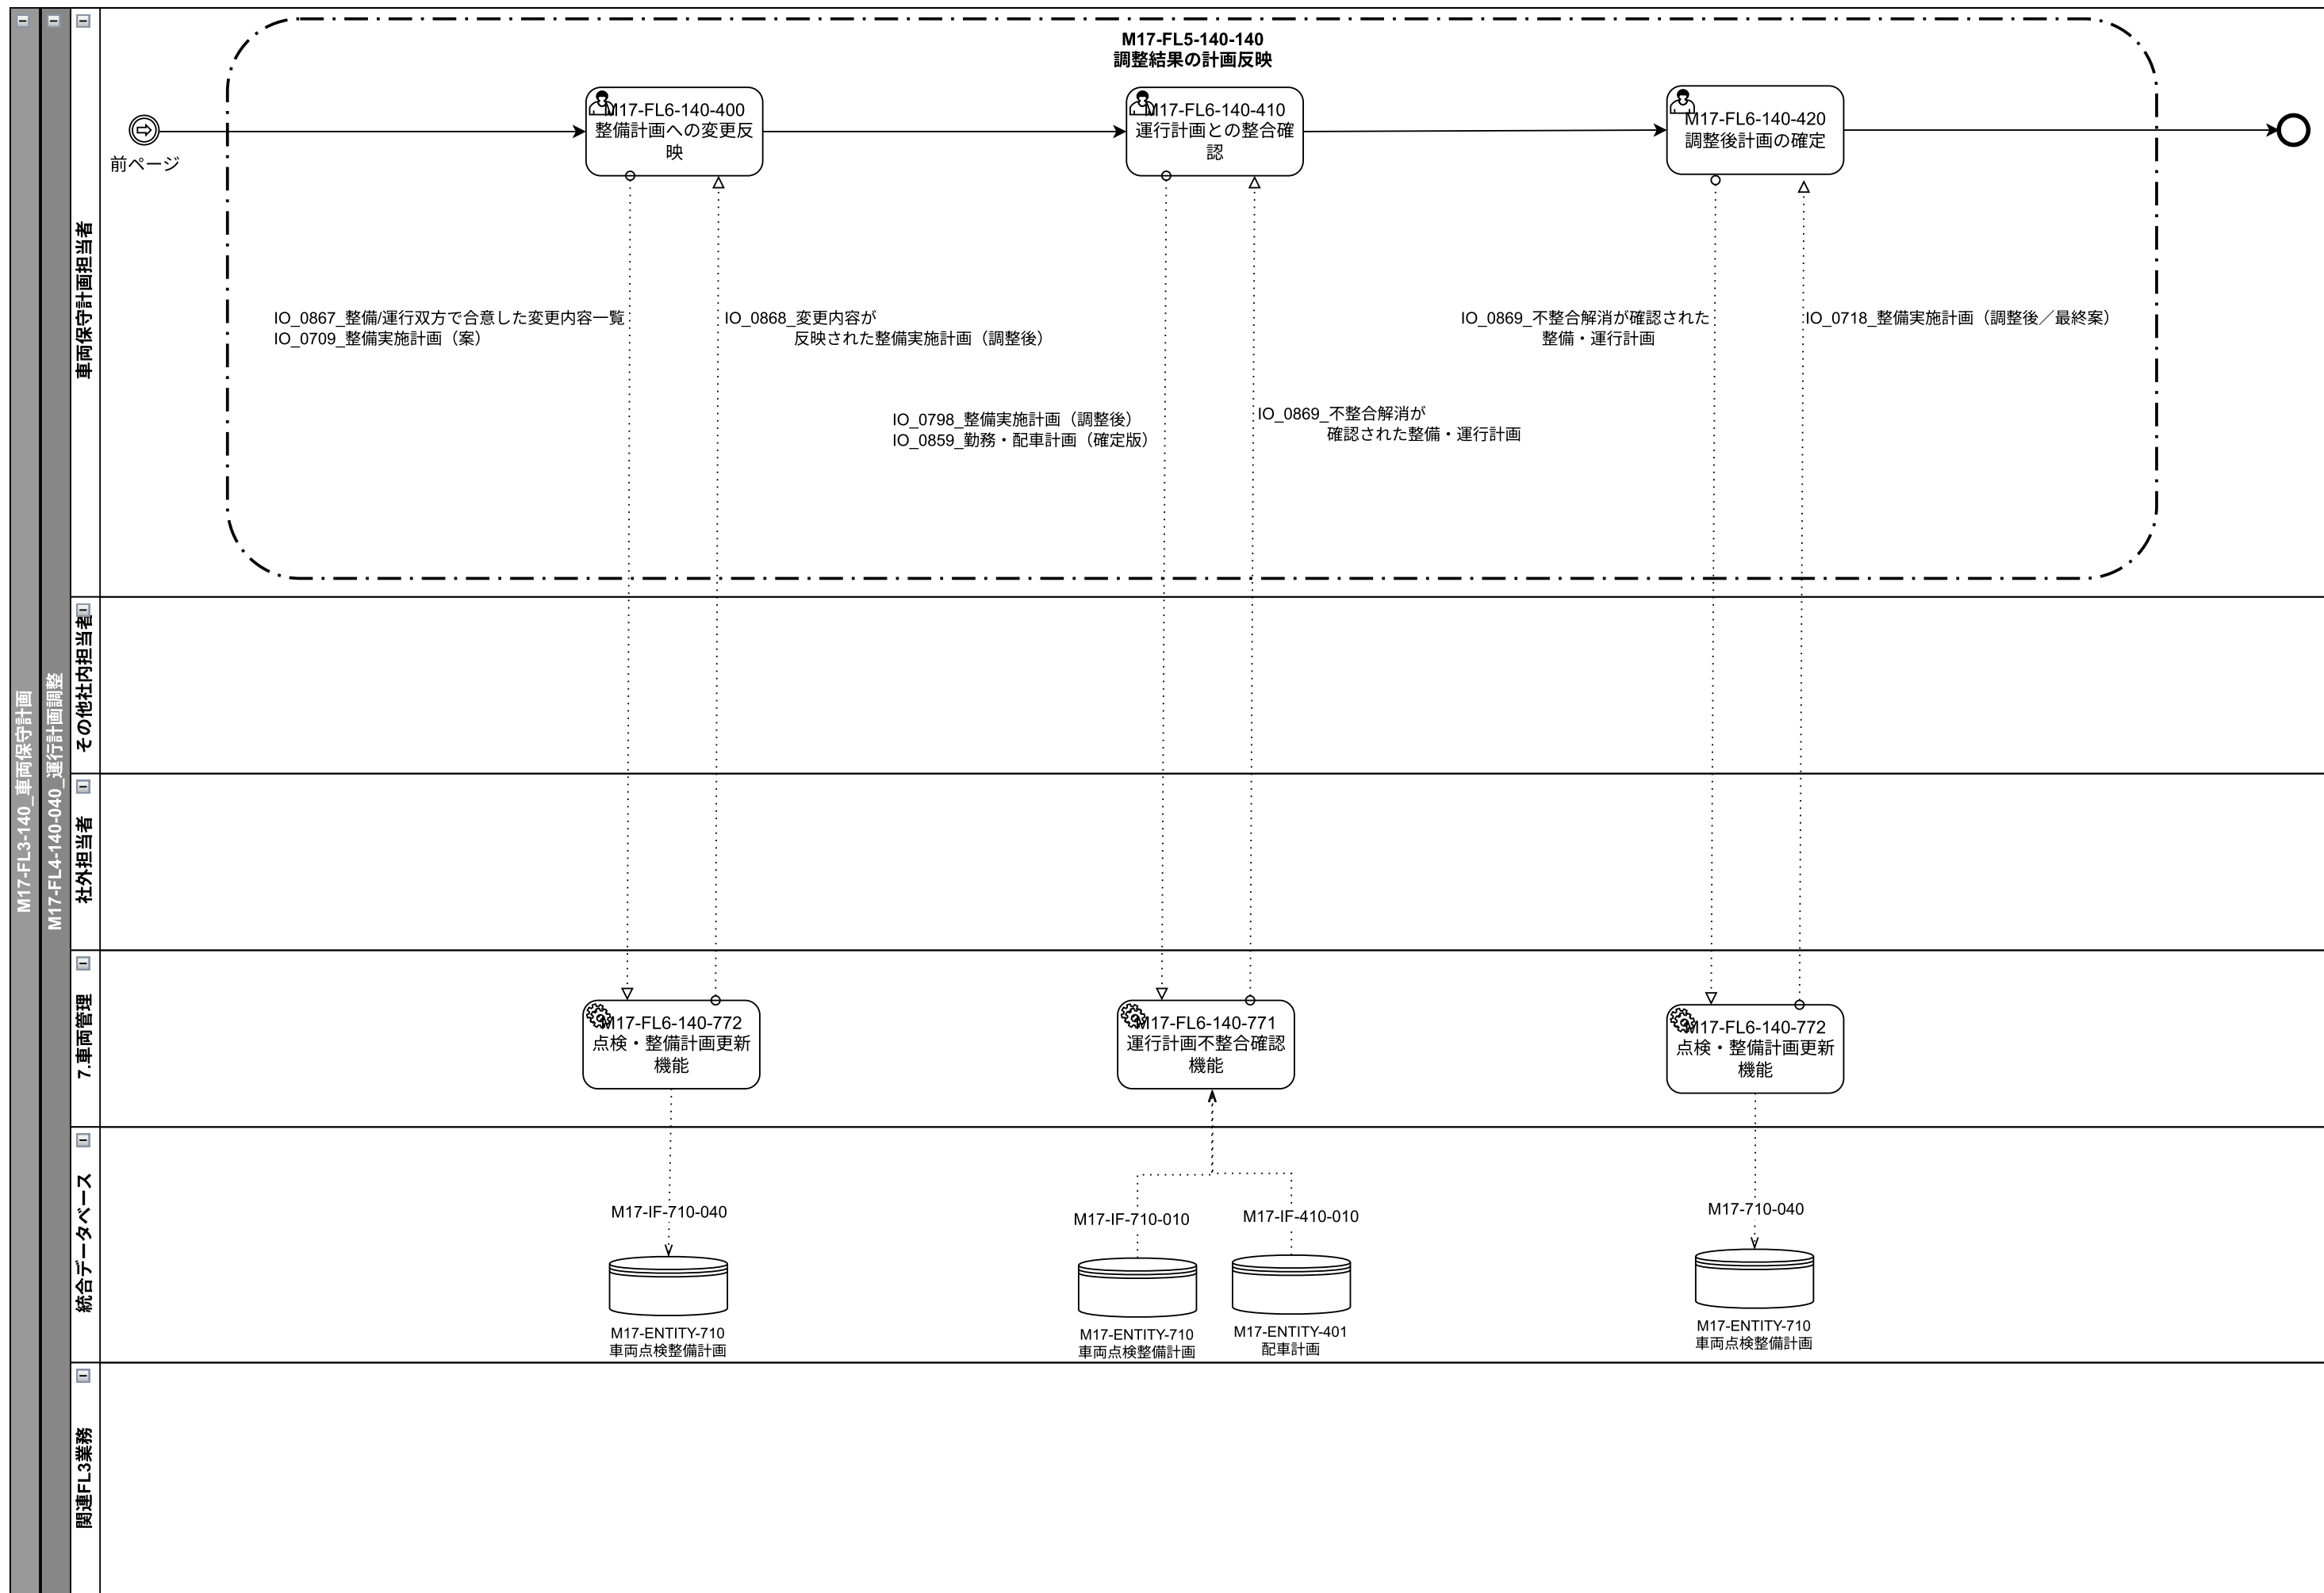 M17-FL3-140_車両保守計画
M17-FL4-140-040_運行計画調整
車両保守計画担当者
M17-FL5-140-140
調整結果の計画反映
前ページ
M17-FL6-140-400
整備計画への変更反
映
M17-FL6-140-410
運行計画との整合確
認
M17-FL6-140-420
調整後計画の確定
IO_0867_整備/運行双方で合意した変更内容一覧
IO_0709_整備実施計画（案）
IO_0868_変更内容が
反映された整備実施計画（調整後）
IO_0798_整備実施計画（調整後）
IO_0859_勤務・配車計画（確定版）
IO_0869_不整合解消が
確認された整備・運行計画
IO_0869_不整合解消が確認された
整備・運行計画
IO_0718_整備実施計画（調整後／最終案）
その他社内担当者
社外担当者
7.車両管理
M17-FL6-140-772
点検・整備計画更新
機能
M17-FL6-140-771
運行計画不整合確認
機能
M17-FL6-140-772
点検・整備計画更新
機能
統合データベース
M17-IF-710-040
M17-IF-710-010
M17-IF-410-010
M17-710-040
M17-ENTITY-710
車両点検整備計画
M17-ENTITY-710
車両点検整備計画
M17-ENTITY-401
配車計画
M17-ENTITY-710
車両点検整備計画
関連FL3業務